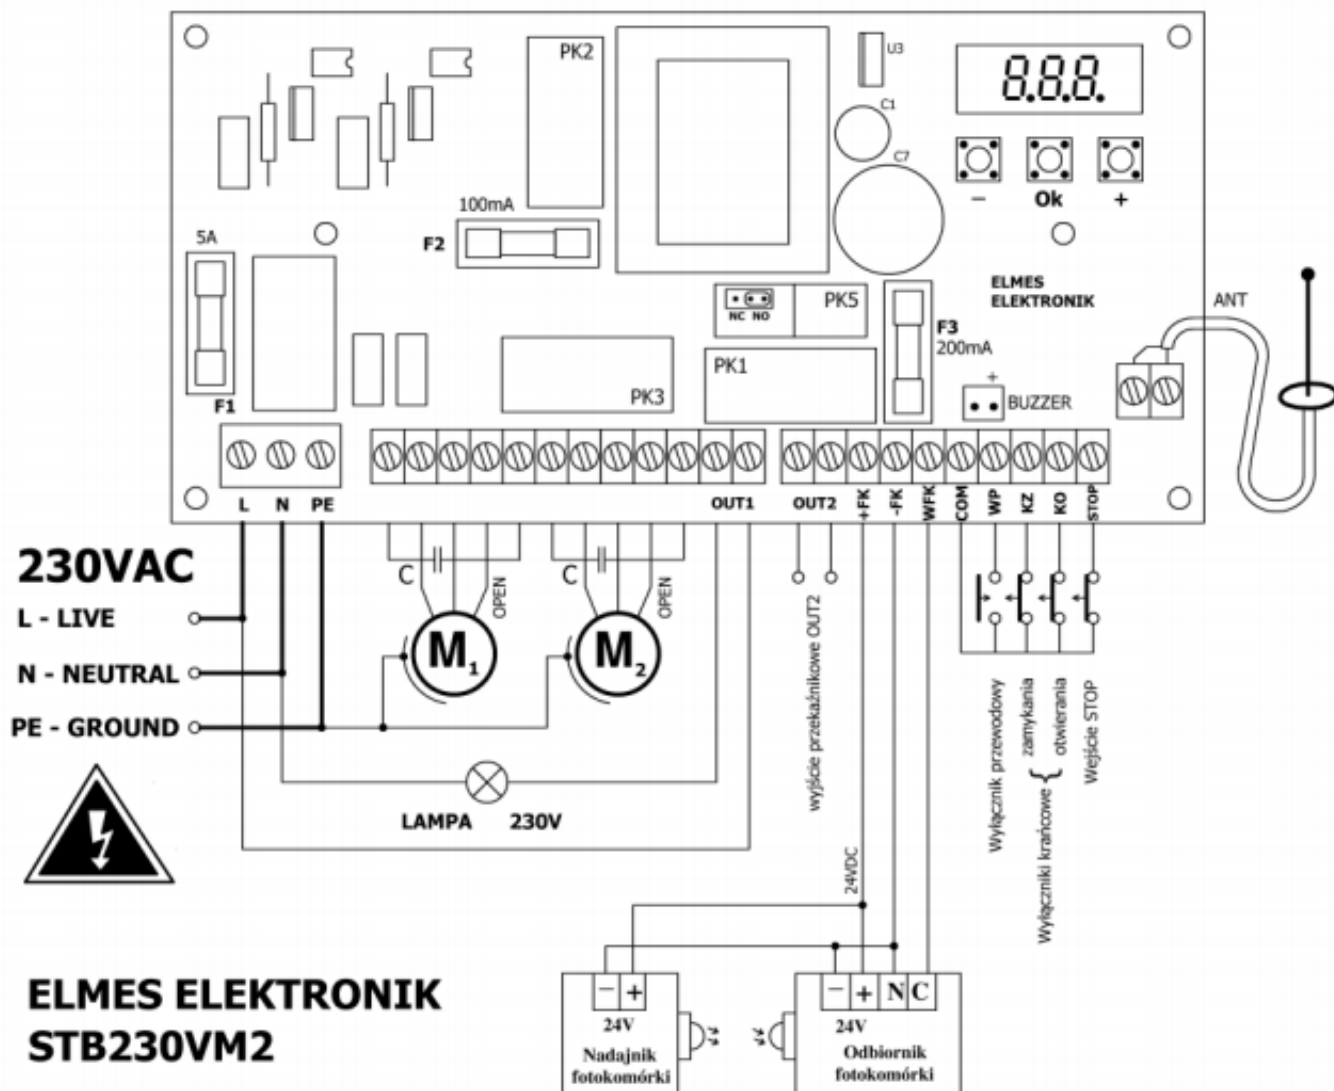 PK2
U3
8.8.8.
C1
C7
− Ok +
100mA
F2
5A
F1
ELMES
ELEKTRONIK
ANT
NC NO
PK5
F3
200mA
PK1
PK3
+
BUZZER
L N PE
OUT1 OUT2 +FK -FK WFK COM WP KZ KO STOP
230VAC
L - LIVE
N - NEUTRAL
PE - GROUND
C
OPEN
M1
C
OPEN
M2
LAMPA 230V
wyjście przekaźnikowe OUT2
24VDC
Wyłącznik przewodowy
Wyłączniki krańcowe {
zamykania
otwierania
Wejście STOP
ELMES ELEKTRONIK
STB230VM2
− +
24V
Nadajnik
fotokomórki
− + N C
24V
Odbiornik
fotokomórki